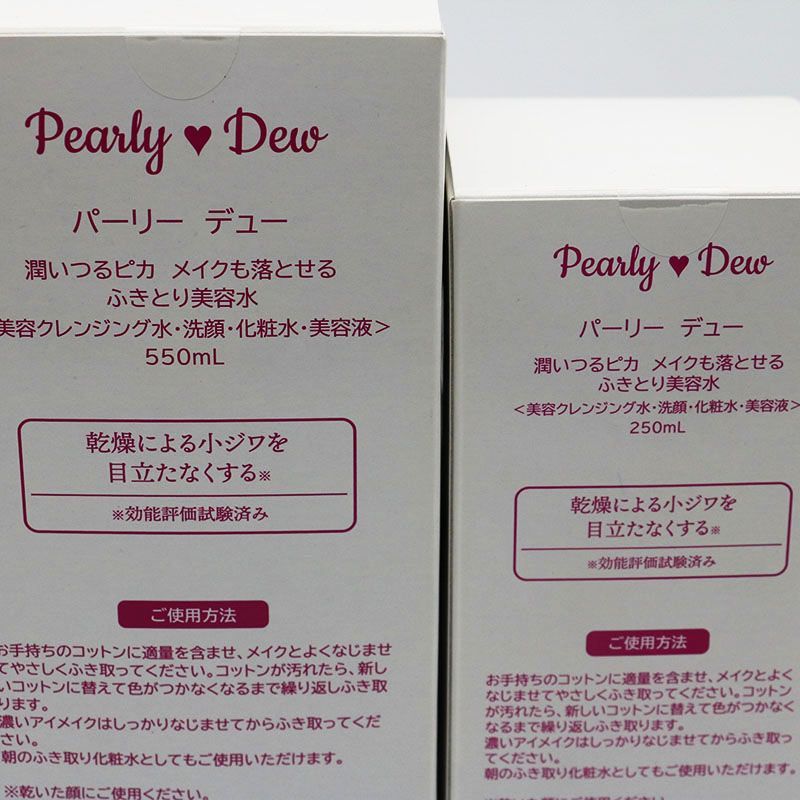 Pearly ♥ Dew
パーリー デュー
潤いつるピカ メイクも落とせる
ふきとり美容水
美容クレンジング水・洗顔・化粧水・美容液>
550mL
乾燥による小ジワを
目立たなくする※
※効能評価試験済み
ご使用方法
お手持ちのコットンに適量を含ませ、メイクとよくなじませ
てやさしくふき取ってください。コットンが汚れたら、新し
いコットンに替えて色がつかなくなるまで繰り返しふき取
ります。
濃いアイメイクはしっかりなじませてからふき取ってくだ
さい。
朝のふき取り化粧水としてもご使用いただけます。
※乾いた顔にご使用ください。
Pearly ♥ Dew
パーリー デュー
潤いつるピカ メイクも落とせる
ふきとり美容水
<美容クレンジング水・洗顔・化粧水・美容液>
250mL
乾燥による小ジワを
目立たなくする※
※効能評価試験済み
ご使用方法
お手持ちのコットンに適量を含ませ、メイクとよく
なじませてやさしくふき取ってください。コットン
が汚れたら、新しいコットンに替えて色がつかなく
なるまで繰り返しふき取ります。
濃いアイメイクはしっかりなじませてからふき取っ
てください。
朝のふき取り化粧水としてもご使用いただけます。